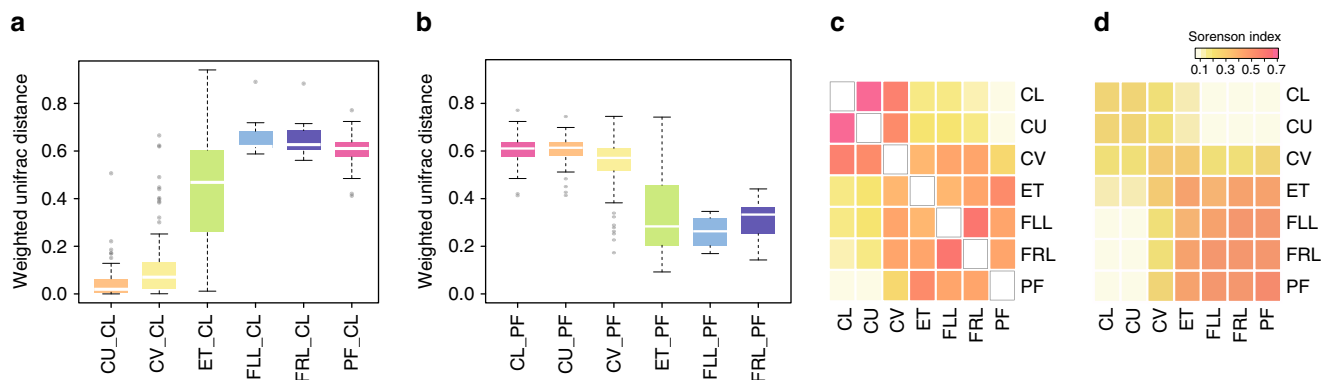 a
Weighted unifrac distance
0.8
0.6
0.4
0.2
0.0
CU_CL
CV_CL
ET_CL
FLL_CL
FRL_CL
PF_CL
b
Weighted unifrac distance
0.8
0.6
0.4
0.2
0.0
CL_PF
CU_PF
CV_PF
ET_PF
FLL_PF
FRL_PF
c
CL
CU
CV
ET
FLL
FRL
PF
CL
CU
CV
ET
FLL
FRL
PF
d
Sorenson index
0.1 0.3 0.5 0.7
CL
CU
CV
ET
FLL
FRL
PF
CL
CU
CV
ET
FLL
FRL
PF